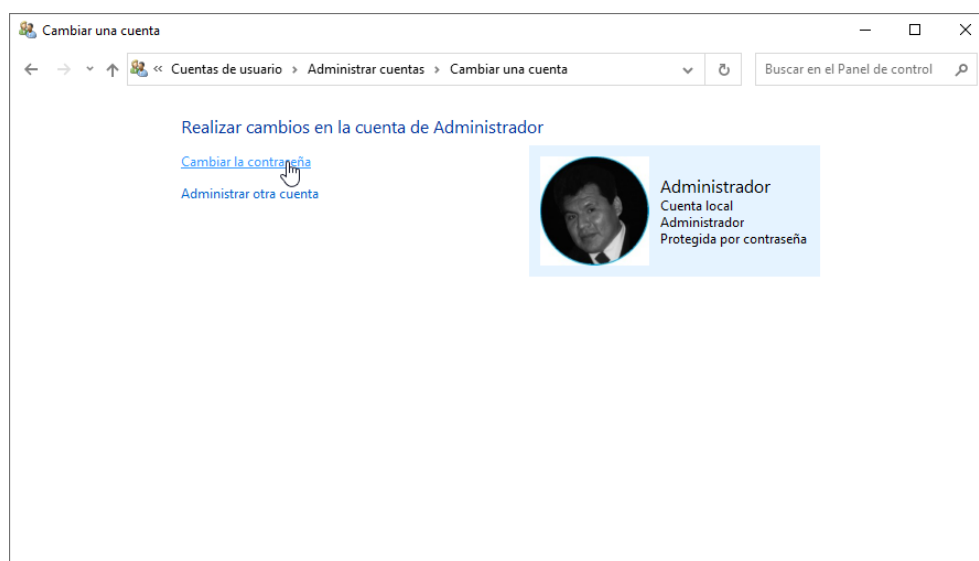 Cambiar una cuenta
« Cuentas de usuario > Administrar cuentas > Cambiar una cuenta
Buscar en el Panel de control
Realizar cambios en la cuenta de Administrador
Cambiar la contraseña
Administrar otra cuenta
Administrador
Cuenta local
Administrador
Protegida por contraseña